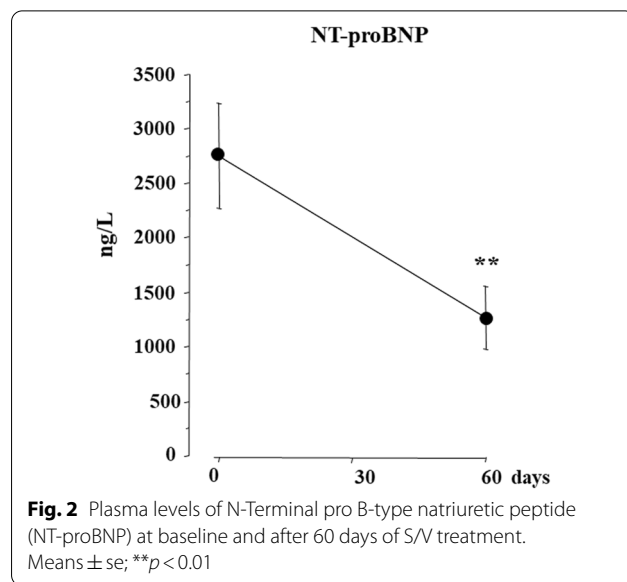 NT-proBNP
3500
3000
2500
2000
1500
1000
500
0
ng/L
**
0 30 60 days
Fig. 2 Plasma levels of N-Terminal pro B-type natriuretic peptide
(NT-proBNP) at baseline and after 60 days of S/V treatment.
Means ± se; **p < 0.01